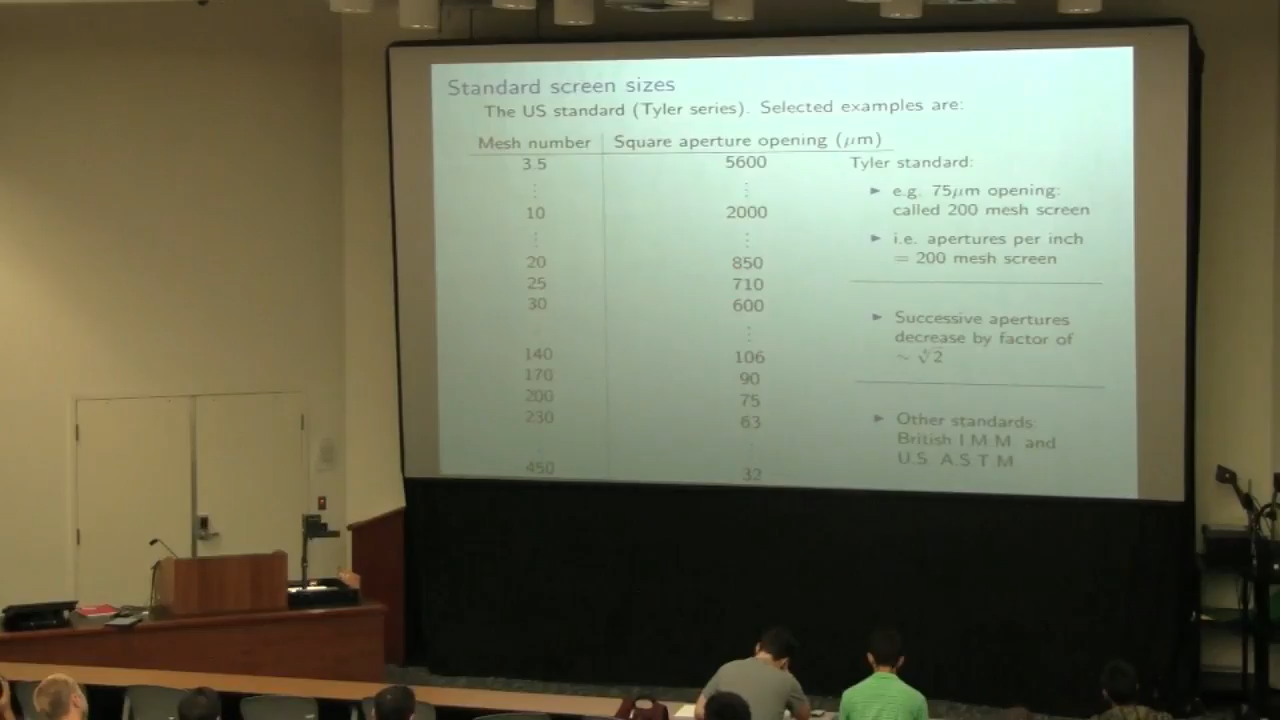 Standard screen sizes
The US standard (Tyler series). Selected examples are:
Mesh number Square aperture opening (μm)
3.5 5600
⋮ ⋮
10 2000
⋮ ⋮
20 850
25 710
30 600
⋮
140 106
170 90
200 75
230 63
450 32
Tyler standard:
► e.g. 75μm opening:
called 200 mesh screen
► i.e. apertures per inch
= 200 mesh screen
► Successive apertures
decrease by factor of
∼ ∜2
► Other standards:
British I.M.M and
U.S. A.S.T.M